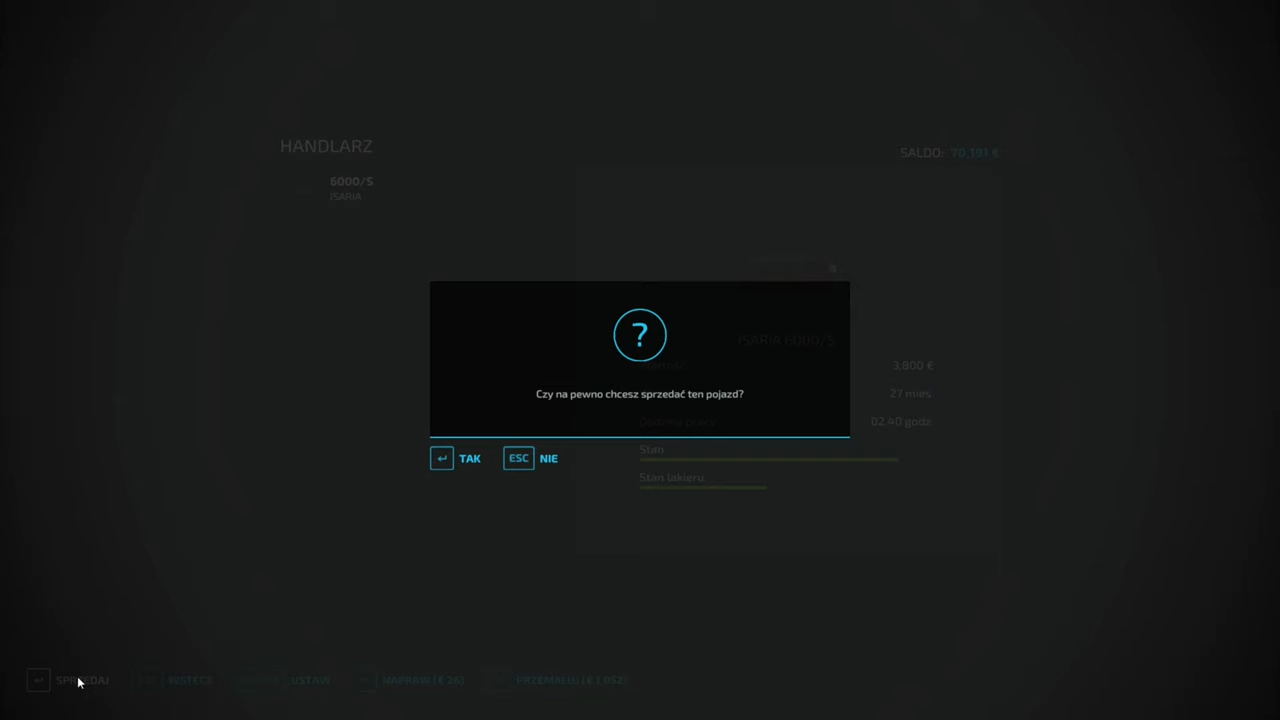 HANDLARZ
SALDO: 70,191 €
6000/S
ISARIA
?
ISARIA 6000/S
3,800 €
Czy na pewno chcesz sprzedać ten pojazd?
27 mies.
02:40 godz.
Stan
ESC
TAK
NIE
Stan lakieru
SPRZEDAJ
WSTECZ
USTAW
NAPRAW (€ 26)
PRZEMALUJ (€ 1,052)